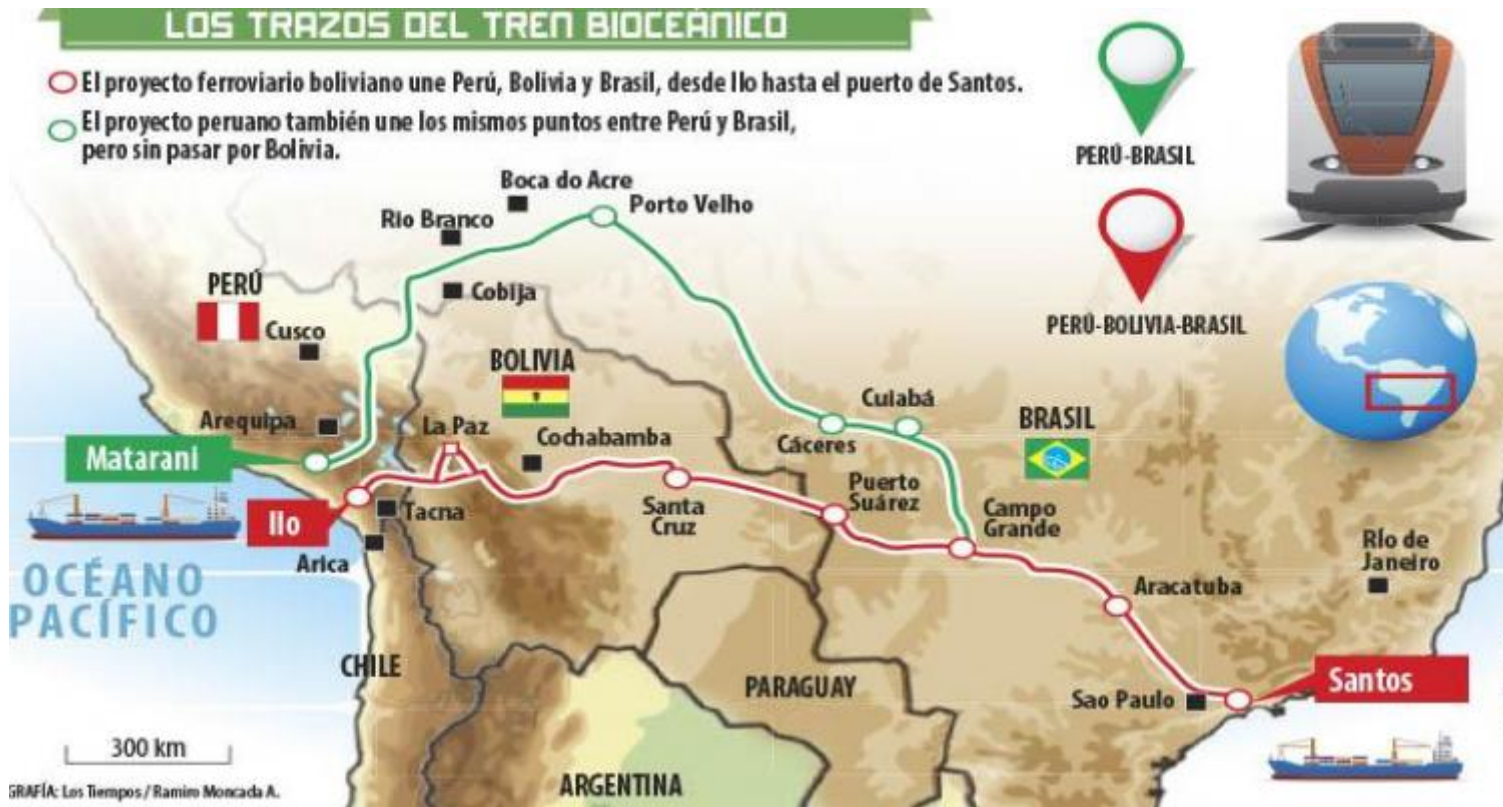 LOS TRAZOS DEL TREN BIOCEÁNICO
El proyecto ferroviario boliviano une Perú, Bolivia y Brasil, desde Ilo hasta el puerto de Santos.
El proyecto peruano también une los mismos puntos entre Perú y Brasil,
pero sin pasar por Bolivia.
PERÚ-BRASIL
PERÚ-BOLIVIA-BRASIL
Boca do Acre
Porto Velho
Rio Branco
PERÚ
Cobija
Cusco
BOLIVIA
Arequipa
La Paz
Cochabamba
Cuiabá
Cáceres
BRASIL
Matarani
Ilo
Tacna
Arica
Santa
Cruz
Puerto
Suárez
Campo
Grande
RÍo de
Janeiro
Aracatuba
OCÉANO
PACÍFICO
CHILE
PARAGUAY
Sao Paulo
Santos
300 km
ARGENTINA
GRAFÍA: Los Tiempos / Ramiro Moncada A.